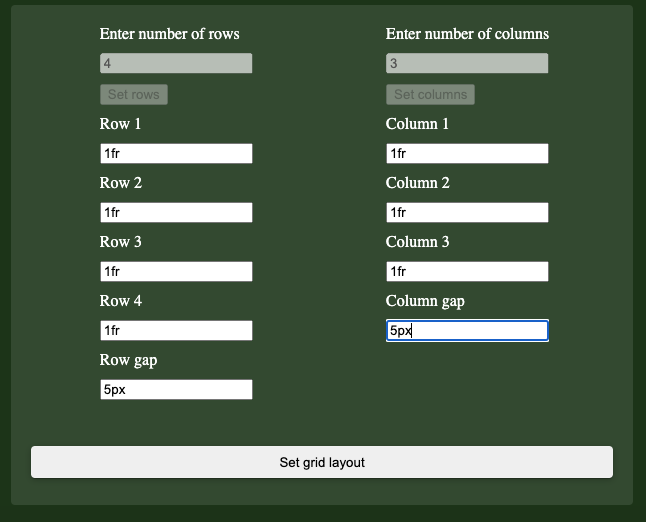 Enter number of rows
4
Set rows
Row 1
1fr
Row 2
1fr
Row 3
1fr
Row 4
1fr
Row gap
5px
Enter number of columns
3
Set columns
Column 1
1fr
Column 2
1fr
Column 3
1fr
Column gap
5px
Set grid layout